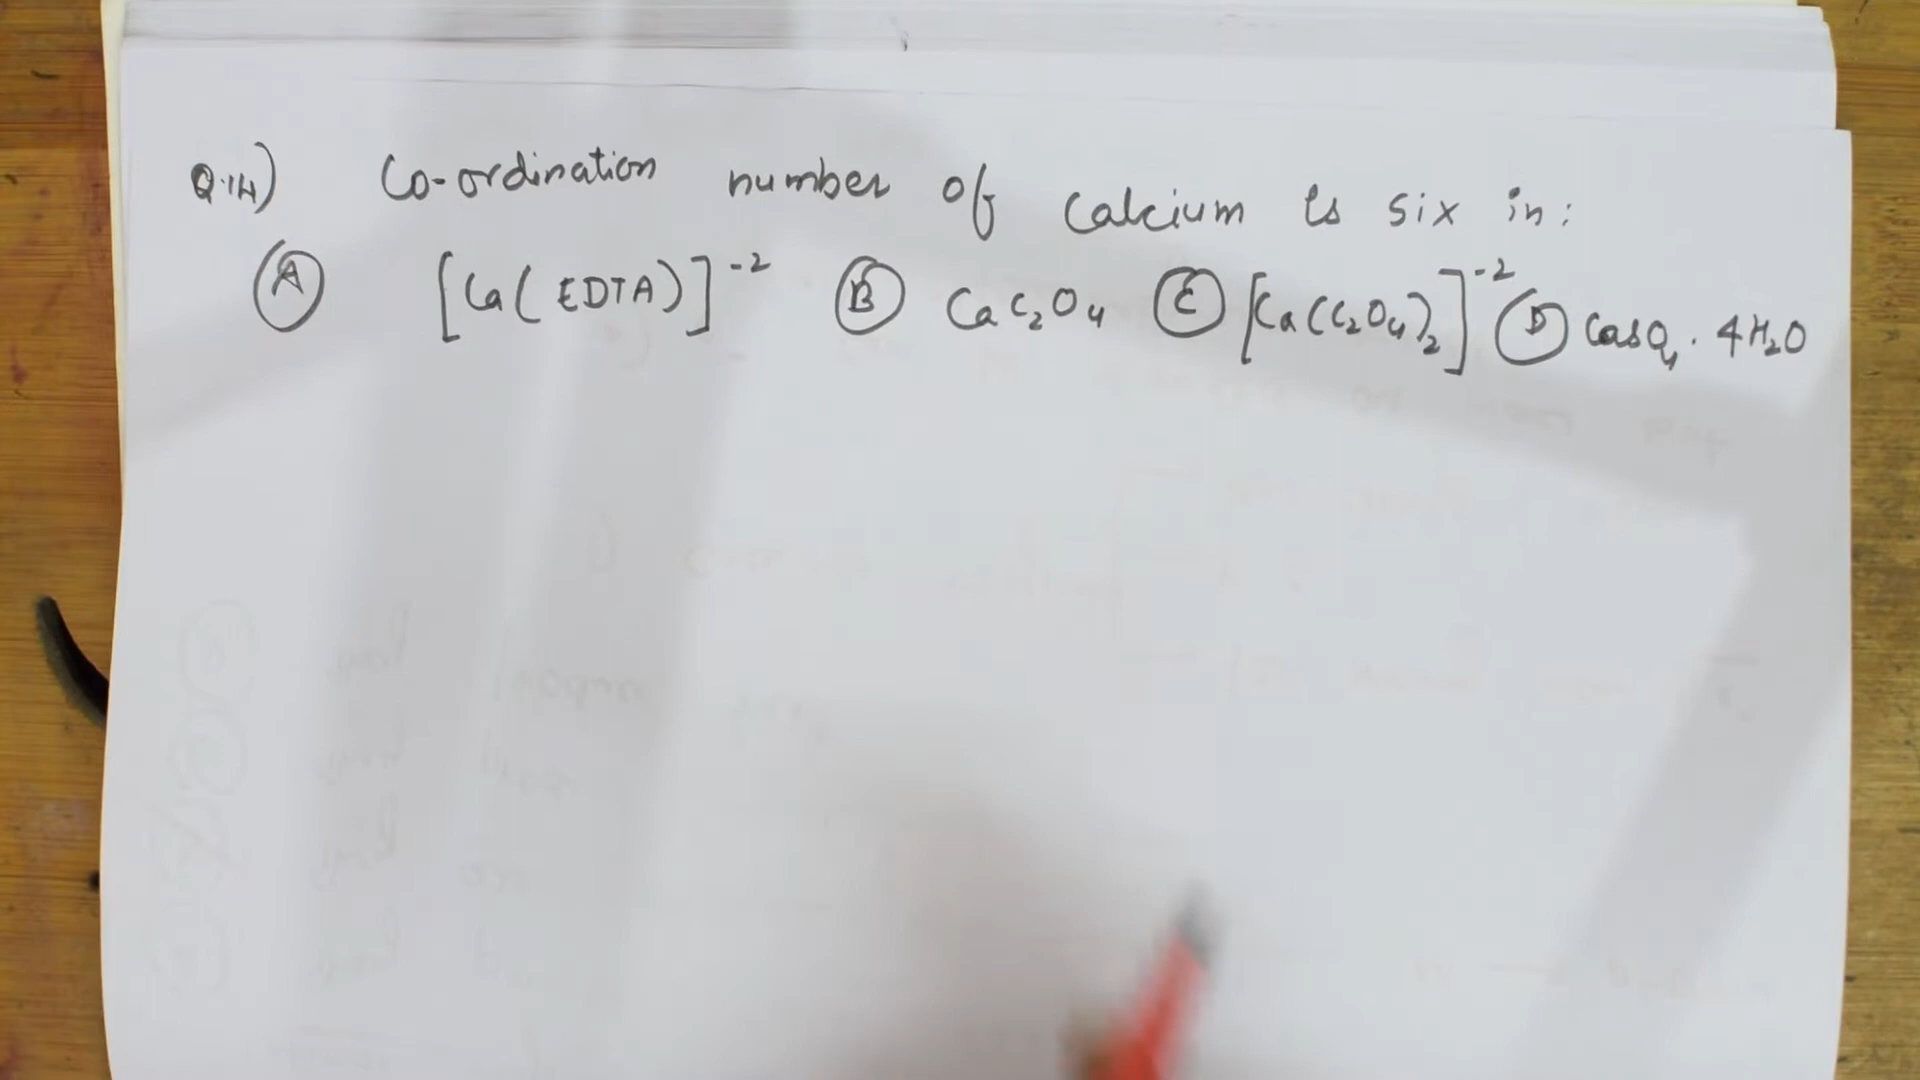 Q.14) Co-ordination number of calcium is six in:
(A) [Ca(EDTA)]⁻² (B) CaC₂O₄ (C) [Ca(C₂O₄)₂]⁻² (D) CaSO₄. 4H₂O